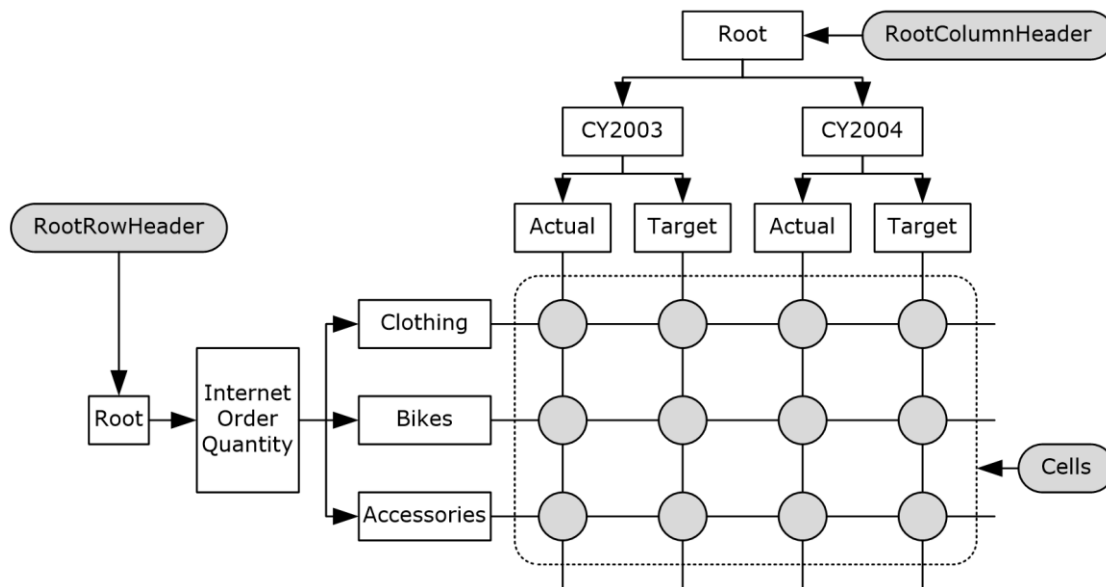 Root
RootColumnHeader
CY2003
CY2004
Actual
Target
Actual
Target
RootRowHeader
Clothing
Internet
Order
Quantity
Root
Bikes
Cells
Accessories